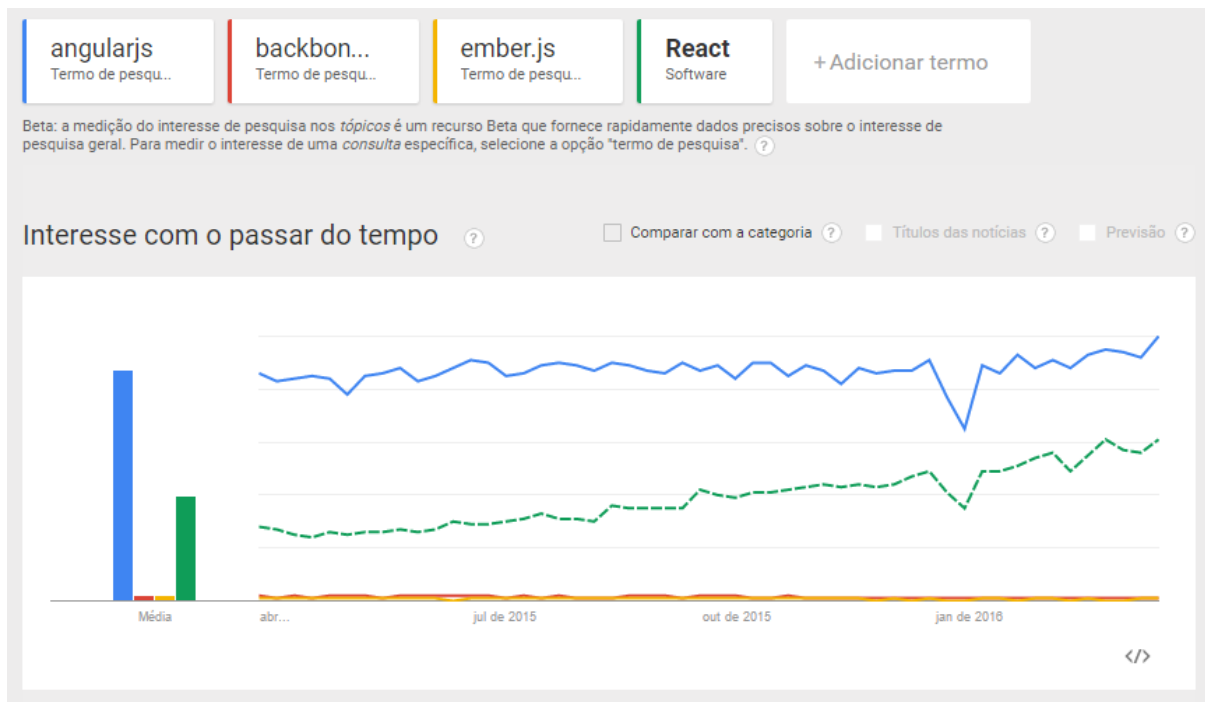 angularjs
Termo de pesqu...
backbon...
Termo de pesqu...
ember.js
Termo de pesqu...
React
Software
+Adicionar termo
Beta: a medição do interesse de pesquisa nos tópicos é um recurso Beta que fornece rapidamente dados precisos sobre o interesse de
pesquisa geral. Para medir o interesse de uma consulta específica, selecione a opção "termo de pesquisa". ?
Interesse com o passar do tempo ?
Comparar com a categoria ?
Títulos das notícias ?
Previsão ?
Média
abr...
jul de 2015
out de 2015
jan de 2016
</>